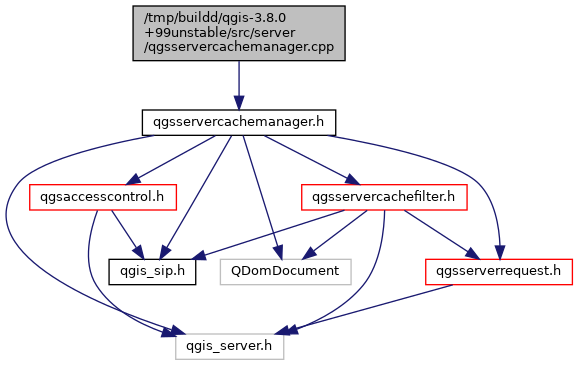 /tmp/buildd/qgis-3.8.0
+99unstable/src/server
/qgsservercachemanager.cpp
qgsservercachemanager.h
qgsaccesscontrol.h
qgsservercachefilter.h
qgis_sip.h
QDomDocument
qgsserverrequest.h
qgis_server.h